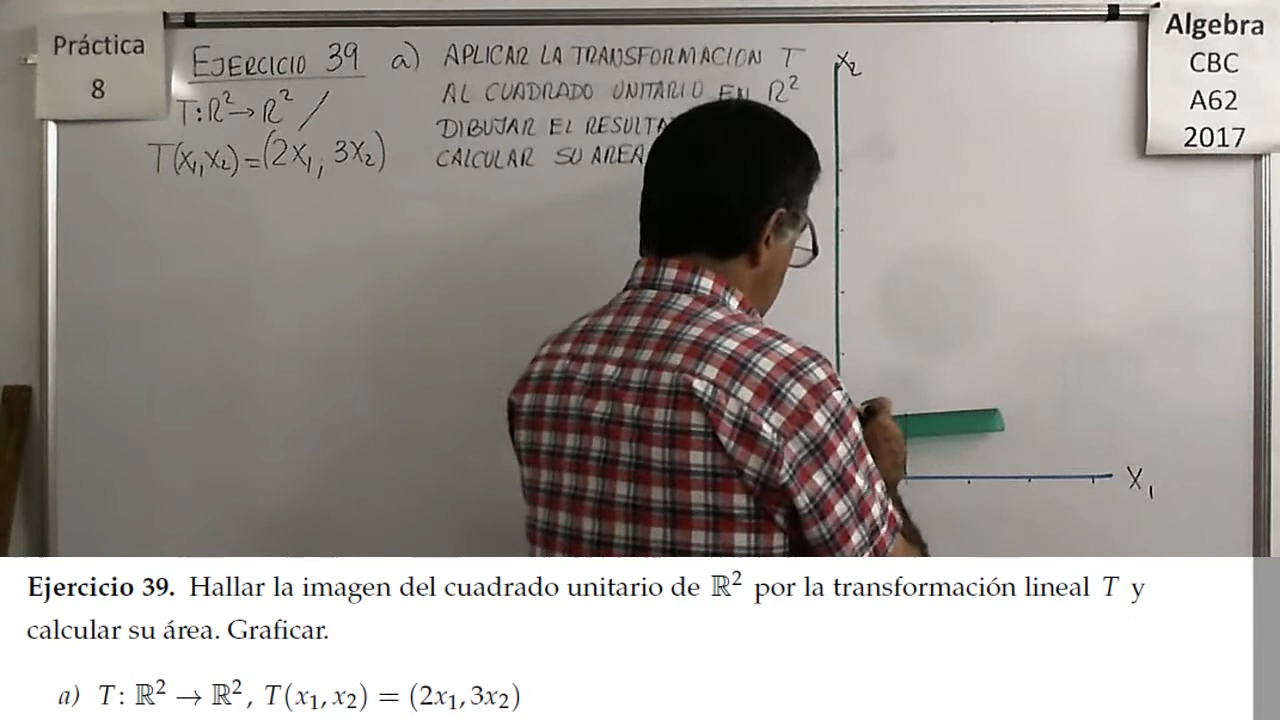 Práctica
8
EJERCICIO 39 a) APLICAR LA TRANSFORMACION T
AL CUADRADO UNITARIO EN R²
DIBUJAR EL
CALCULAR SU AREA
T: R² → R² /
T(x₁, x₂) = (2x₁, 3x₂)
x₂
x₁
Algebra
CBC
A62
2017
Ejercicio 39. Hallar la imagen del cuadrado unitario de ℝ² por la transformación lineal T y
calcular su área. Graficar.
a) T: ℝ² → ℝ², T(x₁, x₂) = (2x₁, 3x₂)